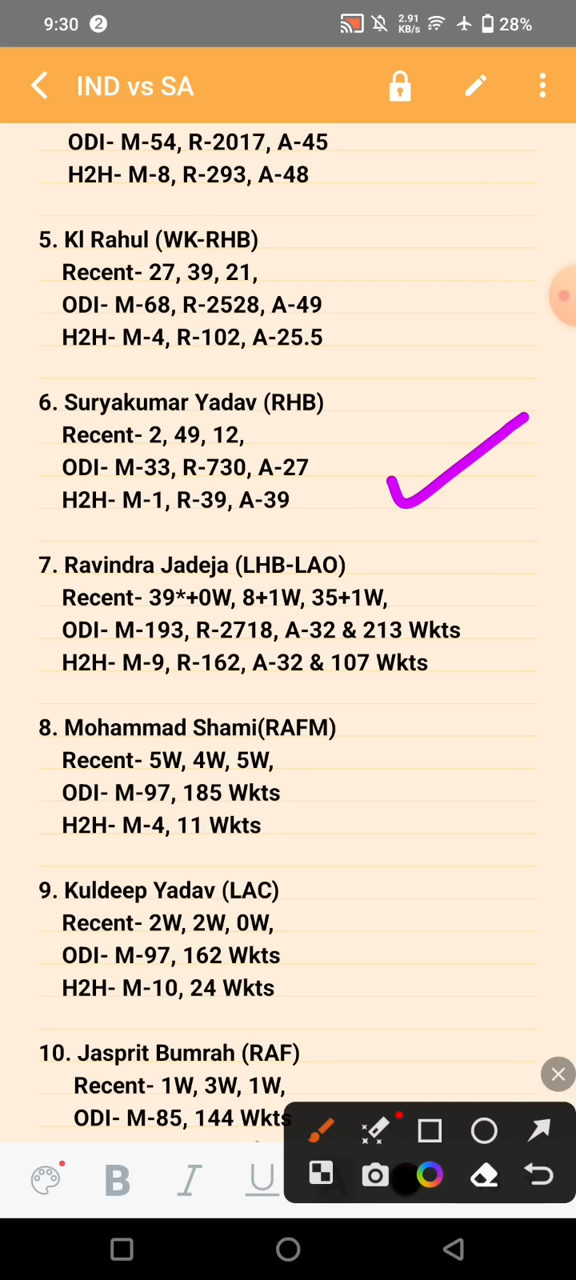 9:30 2 2.91 KB/s 28%
IND vs SA
ODI- M-54, R-2017, A-45
H2H- M-8, R-293, A-48
5. Kl Rahul (WK-RHB)
Recent- 27, 39, 21,
ODI- M-68, R-2528, A-49
H2H- M-4, R-102, A-25.5
6. Suryakumar Yadav (RHB)
Recent- 2, 49, 12,
ODI- M-33, R-730, A-27
H2H- M-1, R-39, A-39
7. Ravindra Jadeja (LHB-LAO)
Recent- 39*+0W, 8+1W, 35+1W,
ODI- M-193, R-2718, A-32 & 213 Wkts
H2H- M-9, R-162, A-32 & 107 Wkts
8. Mohammad Shami(RAFM)
Recent- 5W, 4W, 5W,
ODI- M-97, 185 Wkts
H2H- M-4, 11 Wkts
9. Kuldeep Yadav (LAC)
Recent- 2W, 2W, 0W,
ODI- M-97, 162 Wkts
H2H- M-10, 24 Wkts
10. Jasprit Bumrah (RAF)
Recent- 1W, 3W, 1W,
ODI- M-85, 144 Wkts
B I U